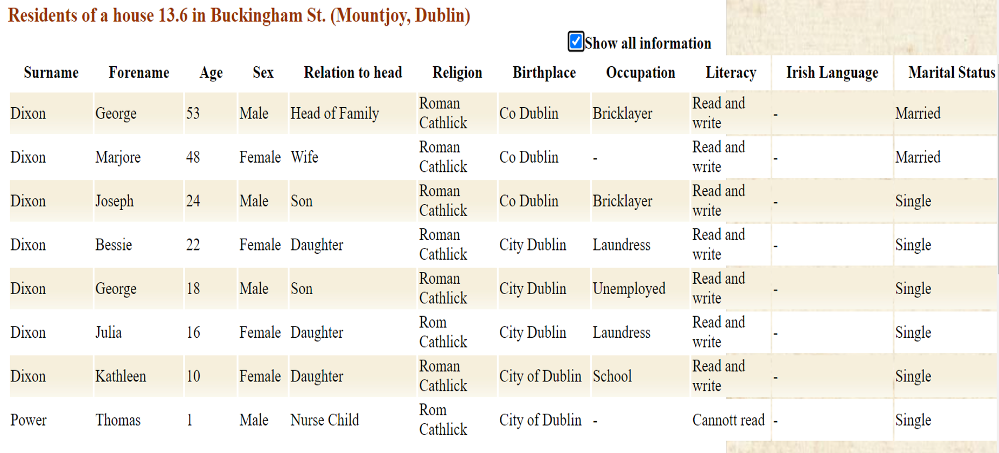 Residents of a house 13.6 in Buckingham St. (Mountjoy, Dublin)
Show all information
Surname Forename Age Sex Relation to head Religion Birthplace Occupation Literacy Irish Language Marital Status
Dixon George 53 Male Head of Family Roman Cathlick Co Dublin Bricklayer Read and write - Married
Dixon Marjore 48 Female Wife Roman Cathlick Co Dublin - Read and write - Married
Dixon Joseph 24 Male Son Roman Cathlick Co Dublin Bricklayer Read and write - Single
Dixon Bessie 22 Female Daughter Roman Cathlick City Dublin Laundress Read and write - Single
Dixon George 18 Male Son Roman Cathlick City Dublin Unemployed Read and write - Single
Dixon Julia 16 Female Daughter Rom Cathlick City Dublin Laundress Read and write - Single
Dixon Kathleen 10 Female Daughter Roman Cathlick City of Dublin School Read and write - Single
Power Thomas 1 Male Nurse Child Rom Cathlick City of Dublin - Cannott read - Single